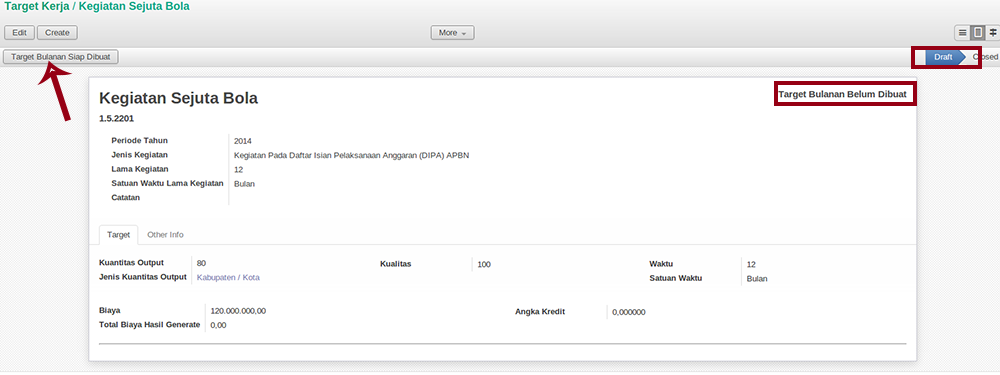 Target Kerja / Kegiatan Sejuta Bola
Edit Create More
Target Bulanan Siap Dibuat Draft Closed
Kegiatan Sejuta Bola Target Bulanan Belum Dibuat
1.5.2201
Periode Tahun 2014
Jenis Kegiatan Kegiatan Pada Daftar Isian Pelaksanaan Anggaran (DIPA) APBN
Lama Kegiatan 12
Satuan Waktu Lama Kegiatan Bulan
Catatan
Target Other Info
Kuantitas Output 80 Kualitas 100 Waktu 12
Jenis Kuantitas Output Kabupaten / Kota Satuan Waktu Bulan
Biaya 120.000.000,00 Angka Kredit 0,000000
Total Biaya Hasil Generate 0,00